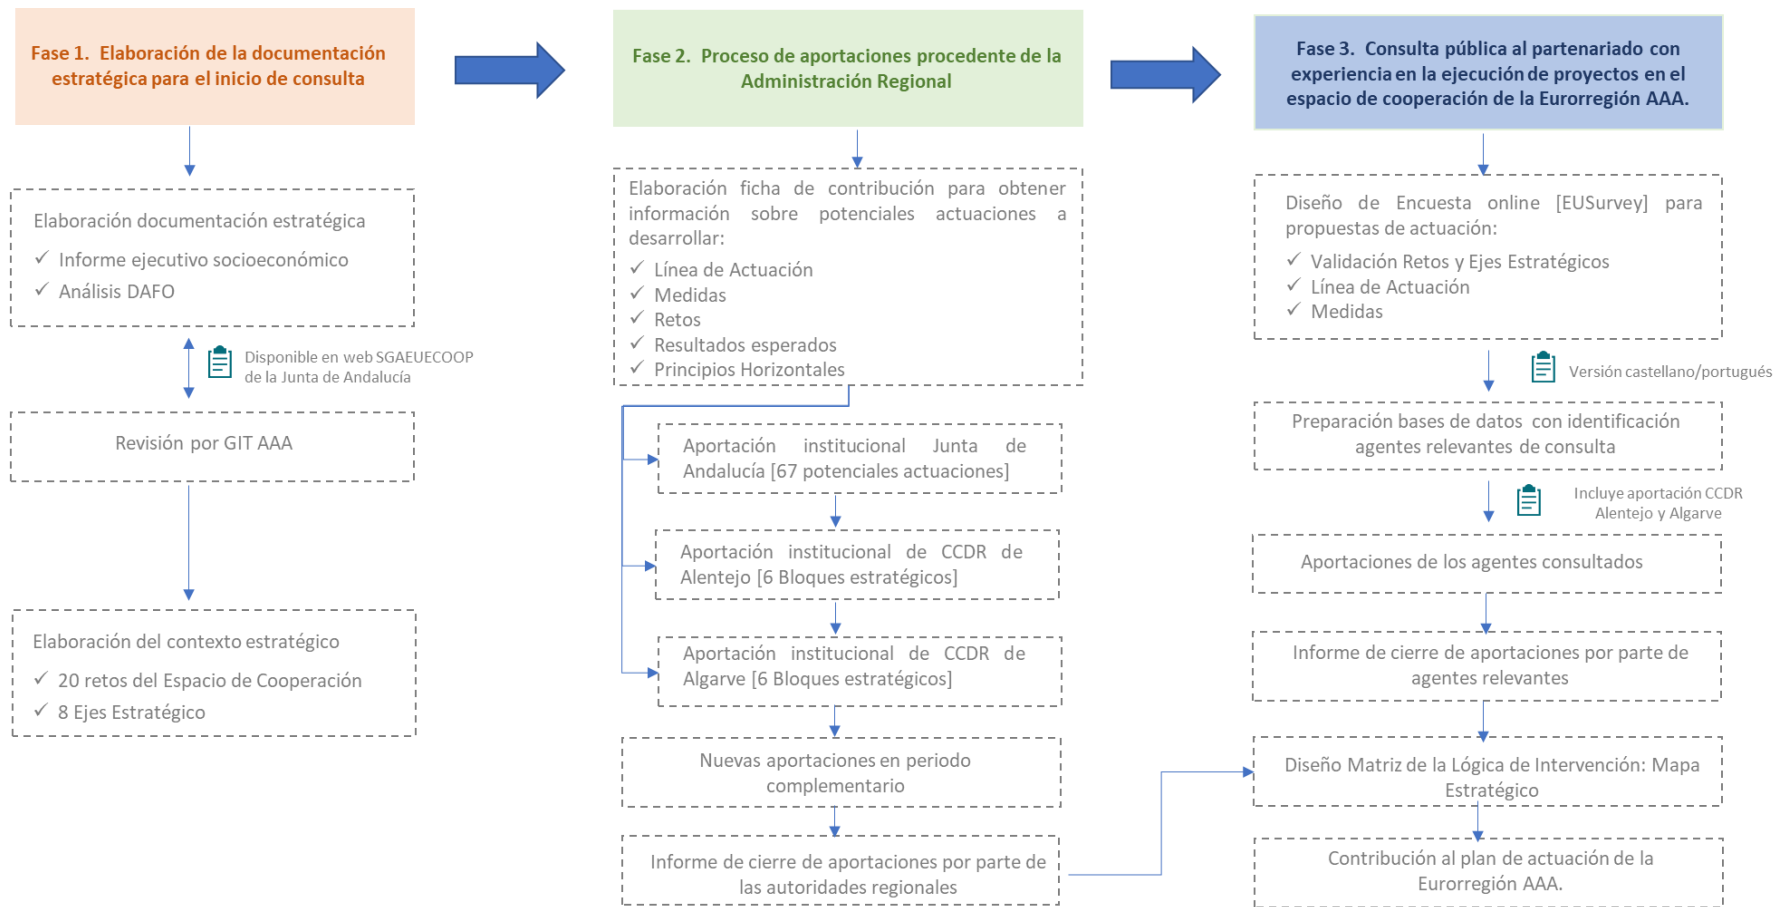 Fase 1. Elaboración de la documentación
estratégica para el inicio de consulta
Elaboración documentación estratégica
✓ Informe ejecutivo socioeconómico
✓ Análisis DAFO
Disponible en web SGAEUECOOP
de la Junta de Andalucía
Revisión por GIT AAA
Elaboración del contexto estratégico
✓ 20 retos del Espacio de Cooperación
✓ 8 Ejes Estratégico
Fase 2. Proceso de aportaciones procedente de la
Administración Regional
Elaboración ficha de contribución para obtener
información sobre potenciales actuaciones a
desarrollar:
✓ Línea de Actuación
✓ Medidas
✓ Retos
✓ Resultados esperados
✓ Principios Horizontales
Aportación institucional Junta de
Andalucía [67 potenciales actuaciones]
Aportación institucional de CCDR de
Alentejo [6 Bloques estratégicos]
Aportación institucional de CCDR de
Algarve [6 Bloques estratégicos]
Nuevas aportaciones en periodo
complementario
Informe de cierre de aportaciones por parte de
las autoridades regionales
Fase 3. Consulta pública al partenariado con
experiencia en la ejecución de proyectos en el
espacio de cooperación de la Eurorregión AAA.
Diseño de Encuesta online [EUSurvey] para
propuestas de actuación:
✓ Validación Retos y Ejes Estratégicos
✓ Línea de Actuación
✓ Medidas
Versión castellano/portugués
Preparación bases de datos con identificación
agentes relevantes de consulta
Incluye aportación CCDR
Alentejo y Algarve
Aportaciones de los agentes consultados
Informe de cierre de aportaciones por parte de
agentes relevantes
Diseño Matriz de la Lógica de Intervención: Mapa
Estratégico
Contribución al plan de actuación de la
Eurorregión AAA.